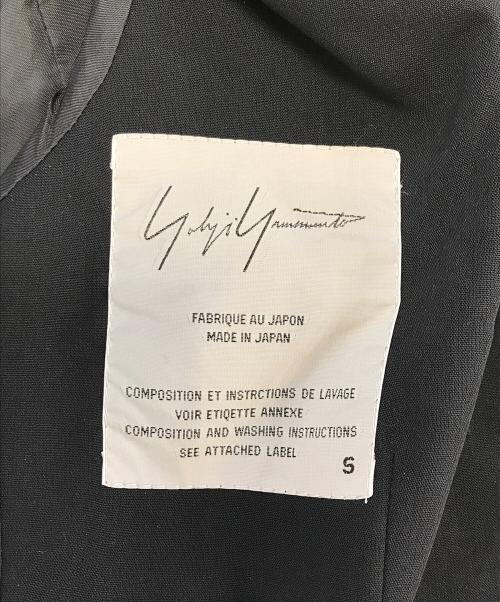 Yohji Yamamoto
FABRIQUE AU JAPON
MADE IN JAPAN
COMPOSITION ET INSTRCTIONS DE LAVAGE
VOIR ETIQETTE ANNEXE
COMPOSITION AND WASHING INSTRUCTIONS
SEE ATTACHED LABEL
S